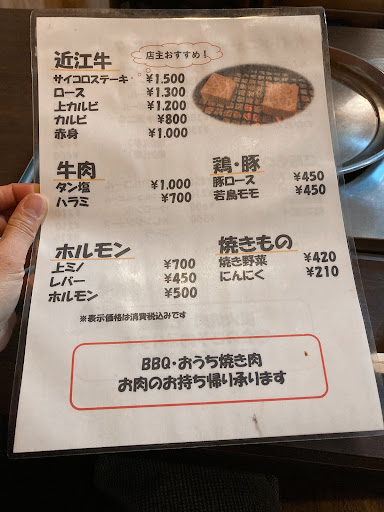 近江牛
店主おすすめ!
サイコロステーキ・ ¥1,500
ロース ¥1,300
上カルビ ¥1,200
カルビ ¥800
赤身 ¥1,000
牛肉
タン塩 ¥1,000
ハラミ ¥700
鶏・豚
豚ロース ¥450
若鳥モモ ¥450
ホルモン
上ミノ ¥700
レバー ¥450
ホルモン ¥500
焼きもの
焼き野菜 ¥420
にんにく ¥210
※表示価格は消費税込みです
BBQ・おうち焼き肉
お肉のお持ち帰り承ります